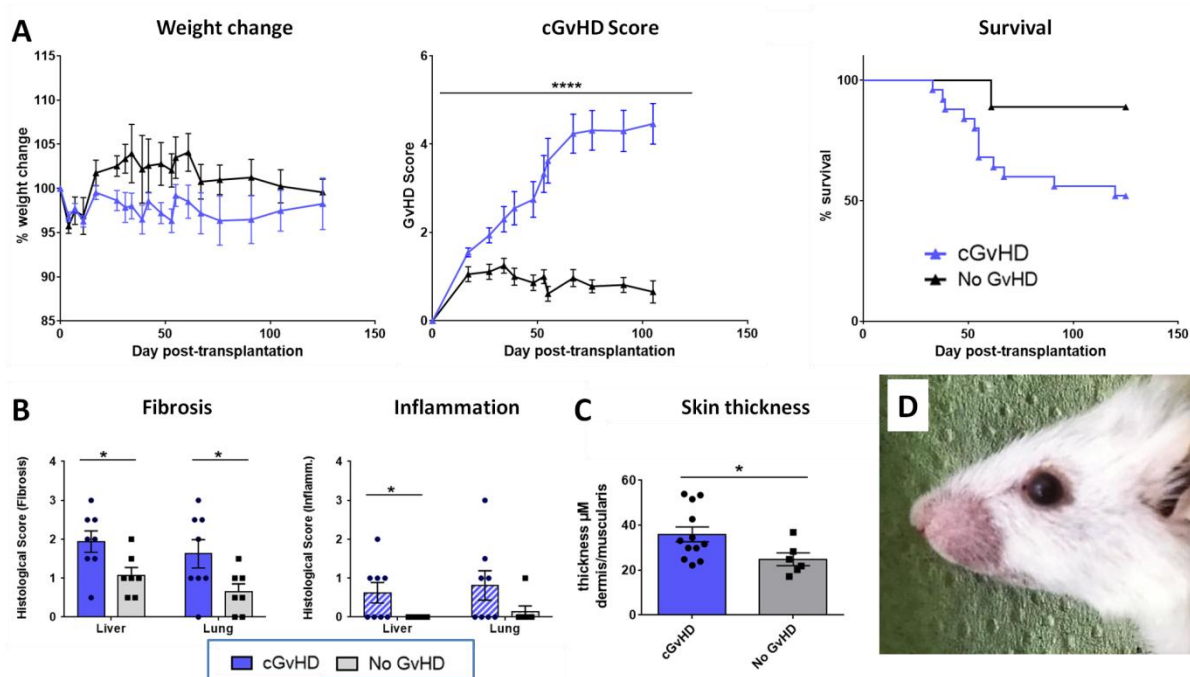 A
Weight change
% weight change
115
110
105
100
95
90
85
0
50
100
150
Day post-transplantation
cGvHD Score
GvHD Score
6
4
2
0
****
0
50
100
150
Day post-transplantation
Survival
% survival
100
50
0
cGvHD
No GvHD
0
50
100
150
Day post-transplantation
B
Fibrosis
Histological Score (Fibrosis)
4
3
2
1
0
*
*
Liver
Lung
Inflammation
Histological Score (Inflamm.)
4
3
2
1
0
*
Liver
Lung
cGvHD
No GvHD
C
Skin thickness
thickness µM
dermis/muscularis
60
40
20
0
*
cGvHD
No GvHD
D